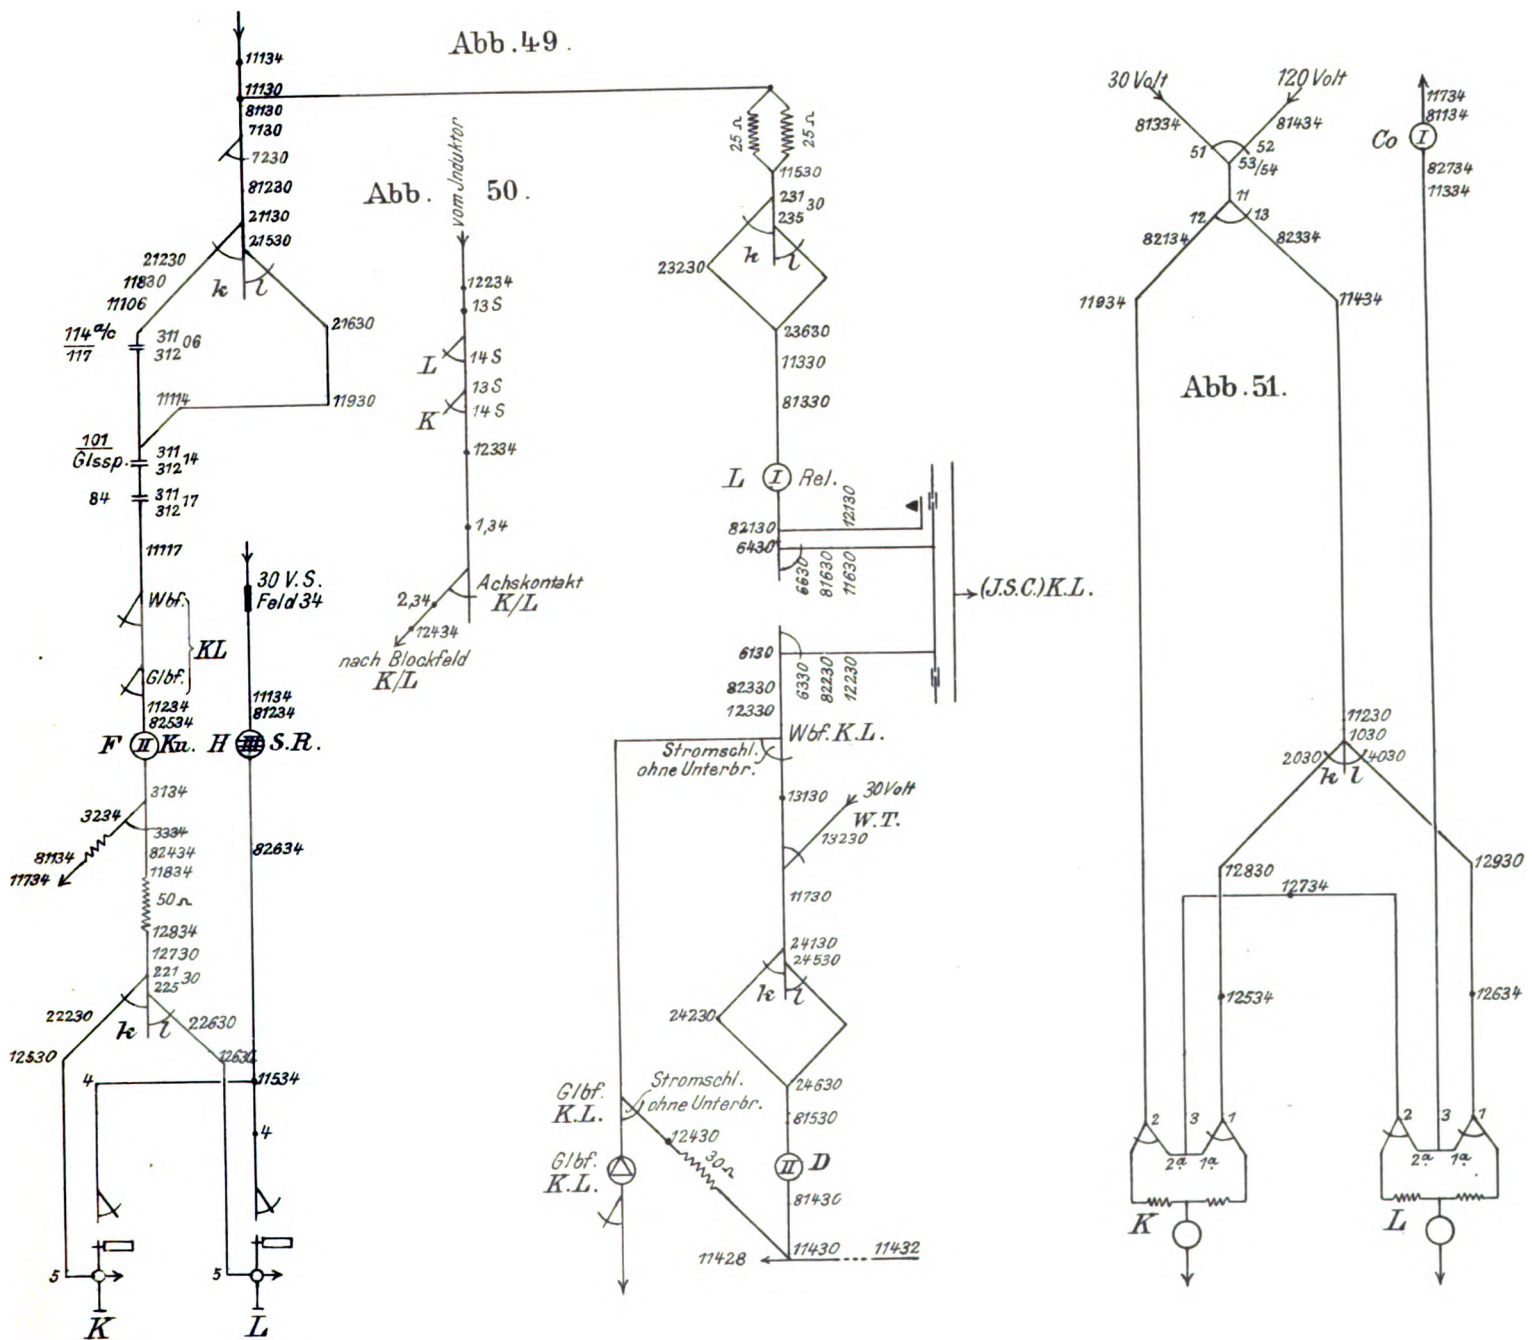 Abb. 49.
11134
11130
81130
7130
7230
81230
21130
21530
21230
11830
11106
k l
21630
114 a/c
117
311 06
312
11114
11930
101
Glssp.
311 14
312
84
311 17
312
11117
Wbf.
KL
Glbf.
11234
82534
F II Ku.
3134
3234
3334
81134
82434
11734
11834
50 Ω
12834
12730
221 30
225
22230
k l
22630
12530
12630
4
11534
4
5
5
K
L
30 V. S.
Feld 34
11134
81234
H III S.R.
82634
Abb. 50.
vom Induktor
12234
13 S
L
14 S
13 S
K
14 S
12334
1,34
Achskontakt
K/L
2,34
12434
nach Blockfeld
K/L
25 Ω
25 Ω
11530
231 30
235
k l
23230
23630
11330
81330
L I Rel.
82130
12130
6430
6630
81630
11630
(J.S.C.) K.L.
6130
6330
82230
12230
82330
12330
Wbf. K.L.
Stromschl.
ohne Unterbr.
13130
30 Volt
W.T.
13230
11730
24130
24530
k l
24230
24630
Glbf.
K.L.
Stromschl.
ohne Unterbr.
81530
12430
30 Ω
Glbf.
K.L.
II D
81430
11428
11430
11432
Abb. 51.
30 Volt
120 Volt
81334
81434
51
52
53/54
11
12
13
82134
82334
11934
11434
11734
81134
Co I
82734
11334
11230
1030
2030
4030
k l
12830
12734
12930
12534
12634
2
3
1
2a
1a
K
2
3
1
2a
1a
L